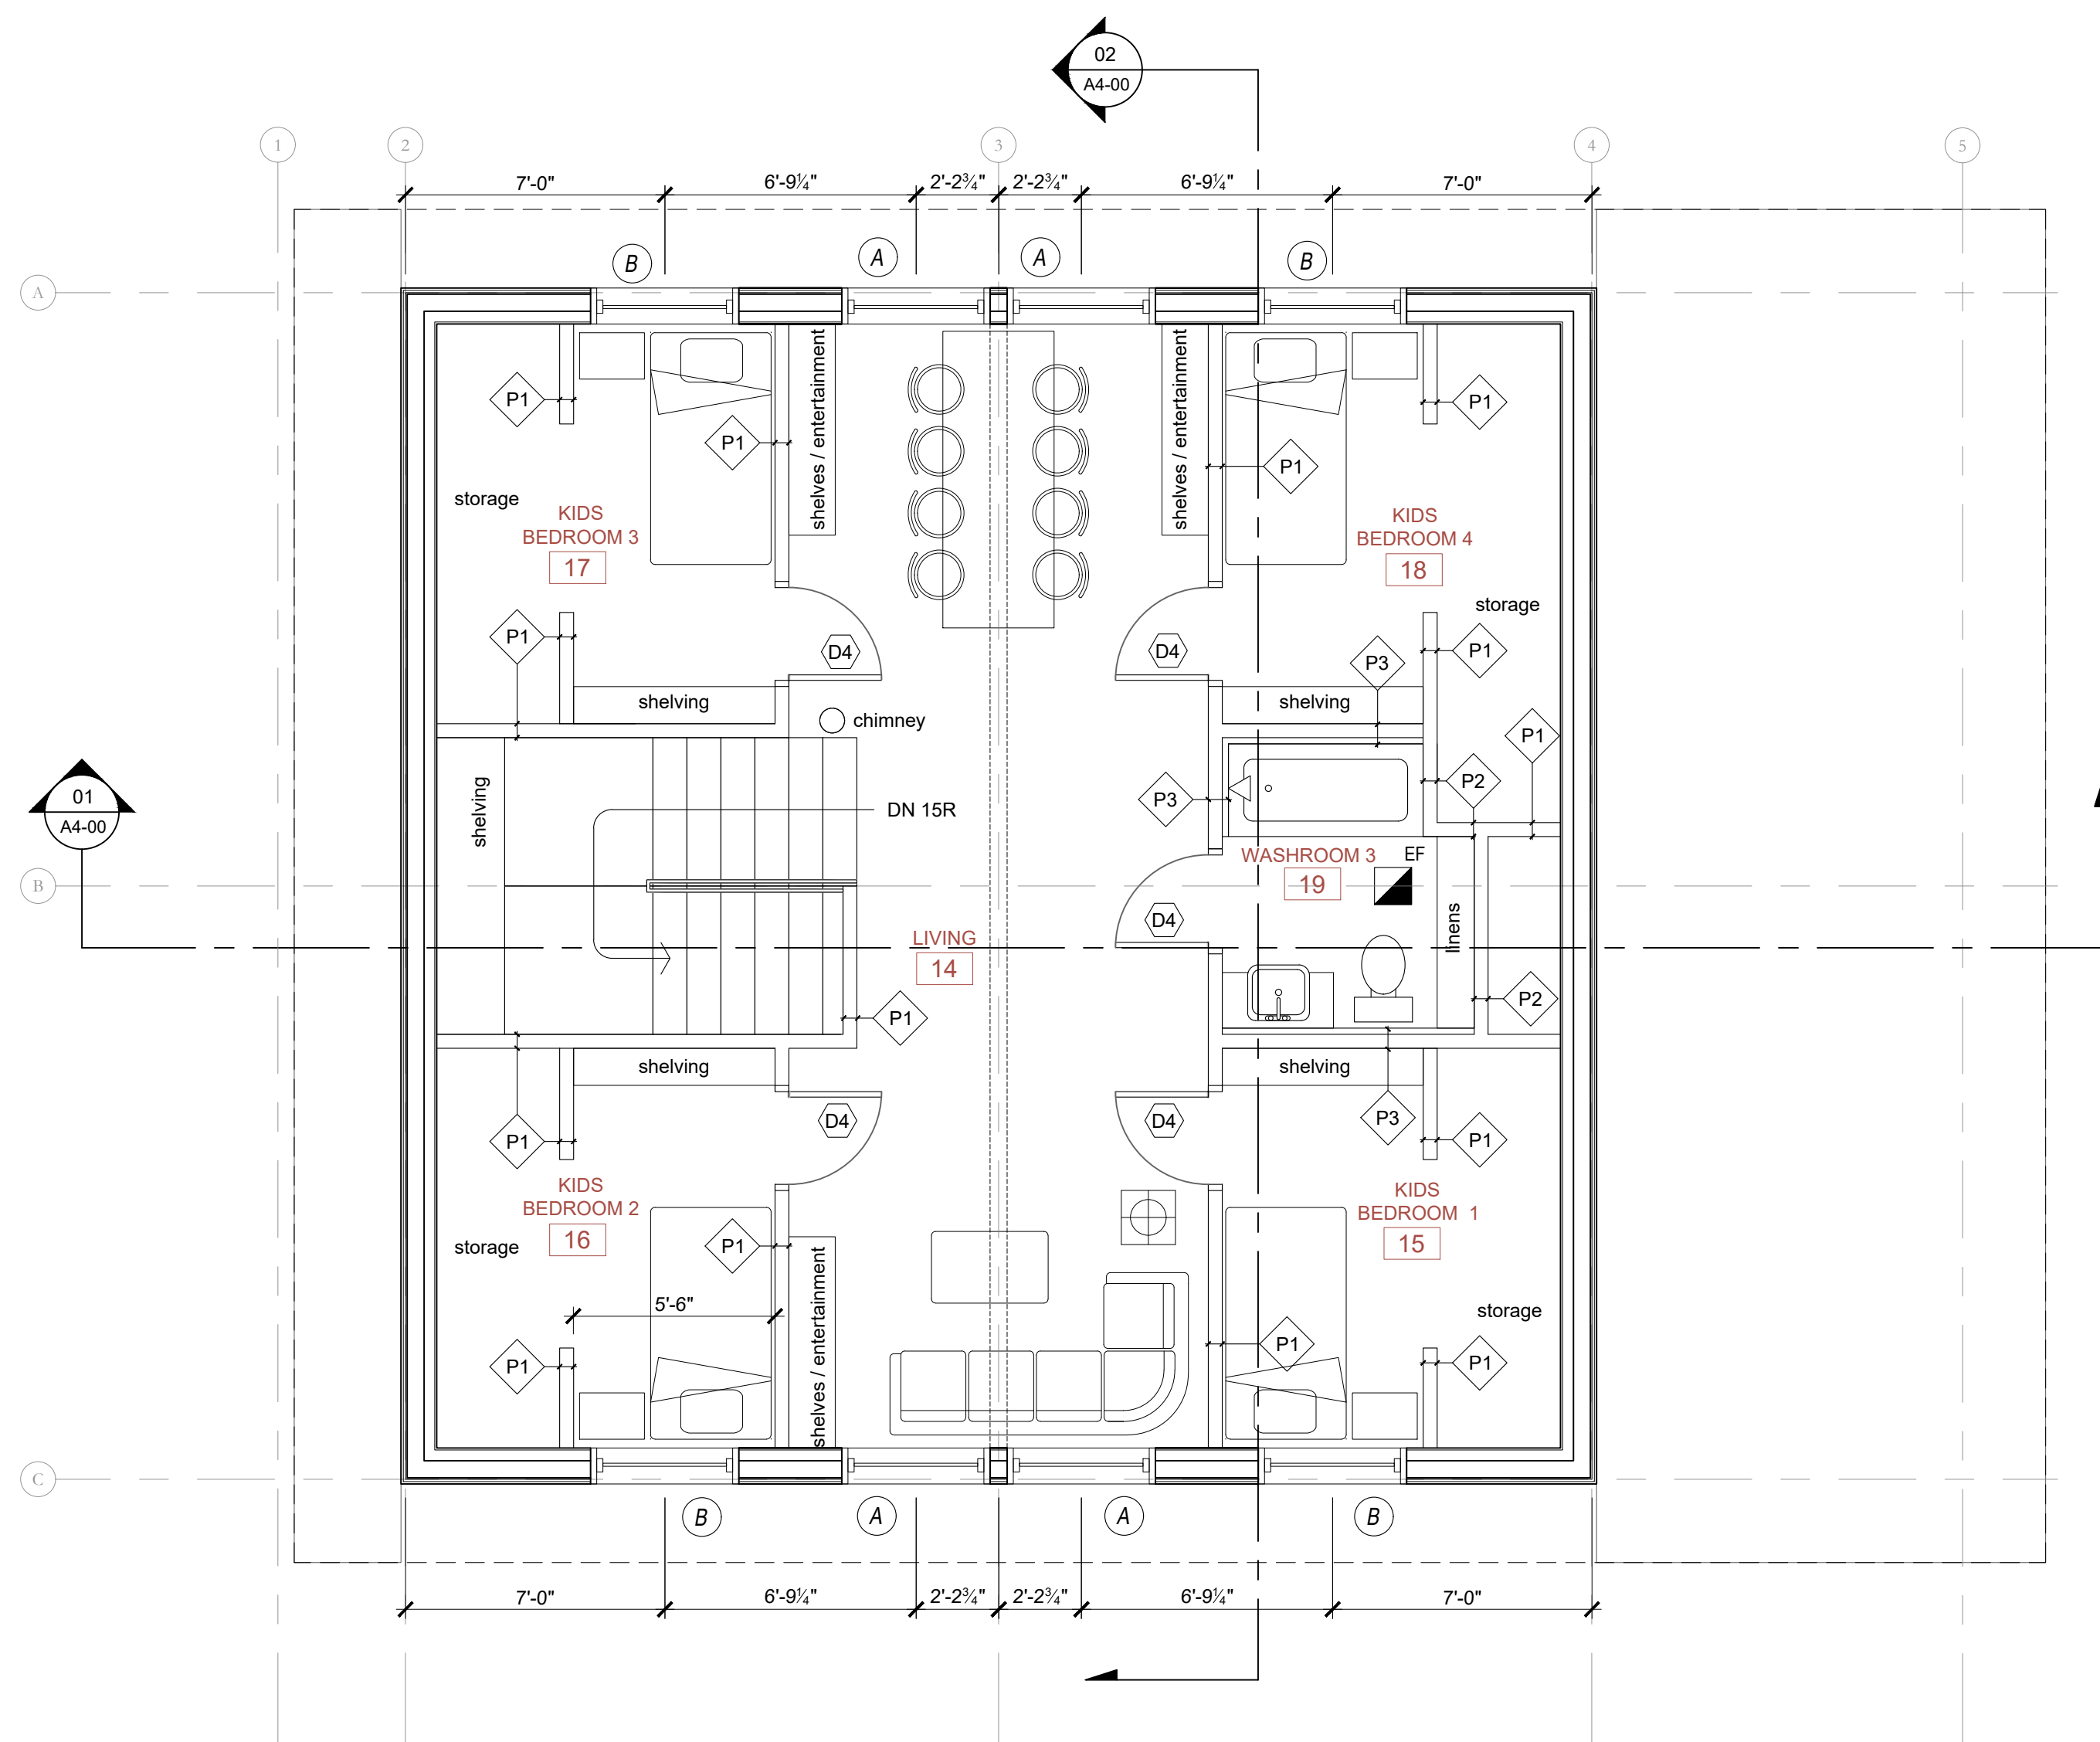 02
A4-00
1
2
3
4
5
7'-0"
6'-9¼"
2'-2¾"
2'-2¾"
6'-9¼"
7'-0"
B
A
A
B
A
shelves / entertainment
shelves / entertainment
P1
P1
P1
P1
storage
KIDS
BEDROOM 3
17
KIDS
BEDROOM 4
18
storage
P1
D4
D4
P3
P1
shelving
chimney
shelving
P1
01
A4-00
shelving
DN 15R
P3
P2
WASHROOM 3
EF
19
B
D4
linens
LIVING
14
P1
P2
shelving
shelving
P1
D4
D4
P3
P1
KIDS
BEDROOM 2
16
storage
P1
shelves / entertainment
KIDS
BEDROOM 1
15
storage
5'-6"
P1
P1
P1
C
B
A
A
B
7'-0"
6'-9¼"
2'-2¾"
2'-2¾"
6'-9¼"
7'-0"